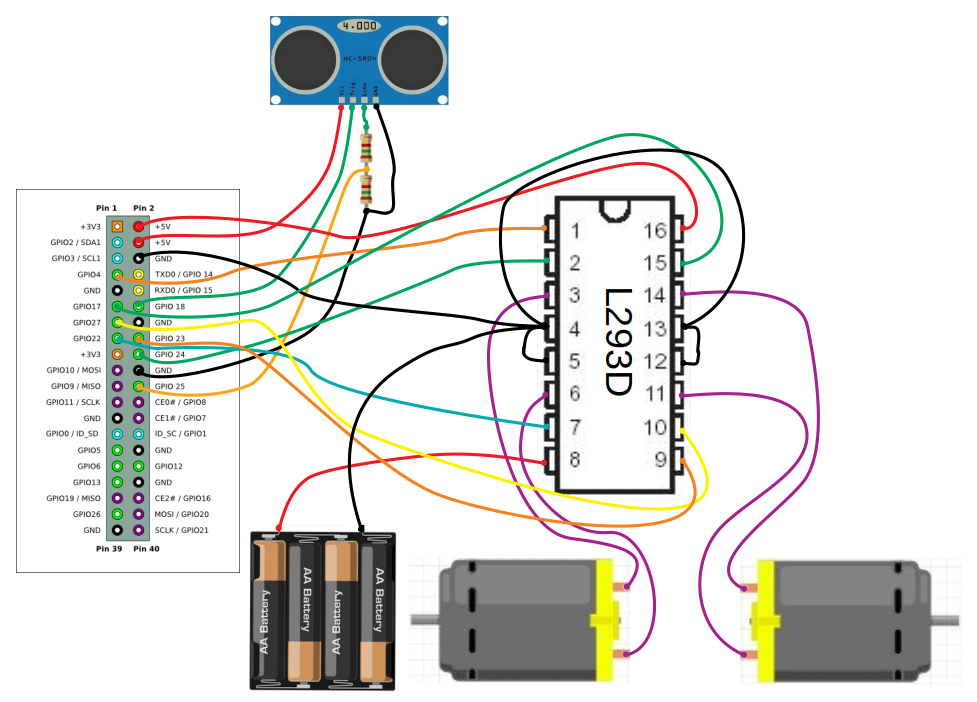 4.000
HC-SR04
Vcc
Trig
Echo
GND
Pin 1 Pin 2
+3V3 +5V
GPIO2 / SDA1 +5V
GPIO3 / SCL1 GND
GPIO4 TXD0 / GPIO 14
GND RXD0 / GPIO 15
GPIO17 GPIO 18
GPIO27 GND
GPIO22 GPIO 23
+3V3 GPIO 24
GPIO10 / MOSI GND
GPIO9 / MISO GPIO 25
GPIO11 / SCLK CE0# / GPIO8
GND CE1# / GPIO7
GPIO0 / ID_SD ID_SC / GPIO1
GPIO5 GND
GPIO6 GPIO12
GPIO13 GND
GPIO19 / MISO CE2# / GPIO16
GPIO26 MOSI / GPIO20
GND SCLK / GPIO21
Pin 39 Pin 40
1 16
2 15
3 14
4 13
5 12
6 11
7 10
8 9
L293D
AA Battery
AA Battery
AA Battery
AA Battery